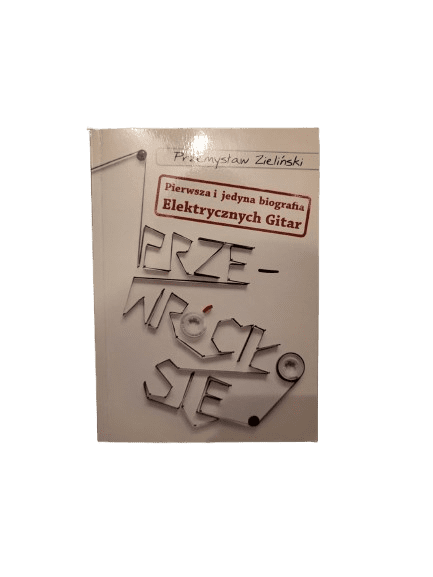 Przemysław Zieliński
Pierwsza i jedyna biografia
Elektrycznych Gitar
PRZE-
WRÓCIŁO
SIĘ